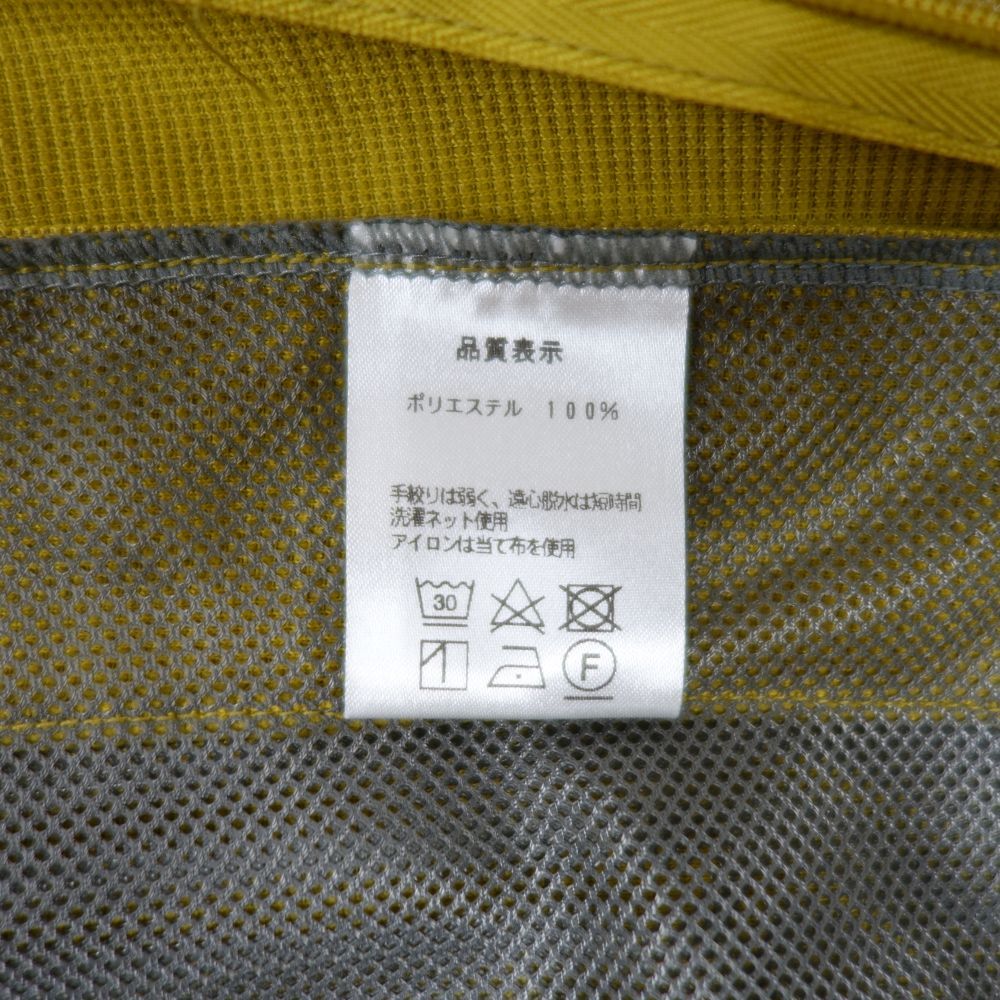 品質表示
ポリエステル 100%
手絞りは弱く、遠心脱水は短時間
洗濯ネット使用
アイロンは当て布を使用
30
F